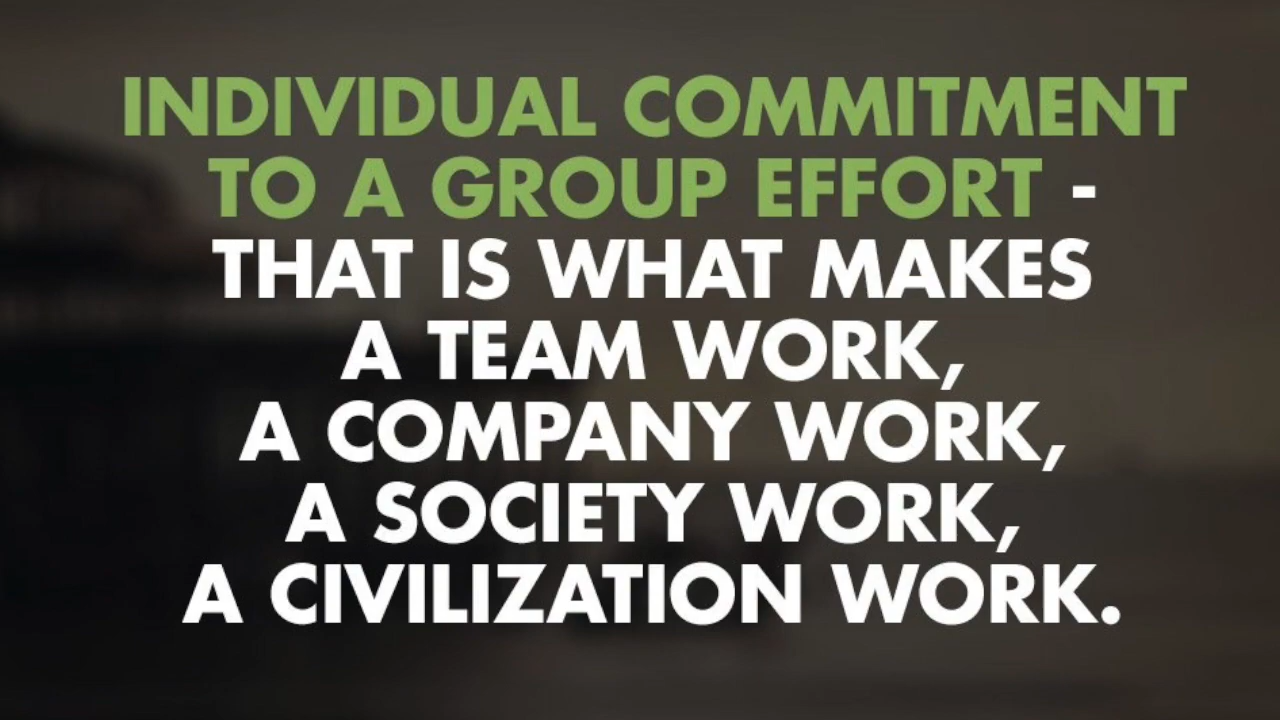 INDIVIDUAL COMMITMENT
TO A GROUP EFFORT -
THAT IS WHAT MAKES
A TEAM WORK,
A COMPANY WORK,
A SOCIETY WORK,
A CIVILIZATION WORK.